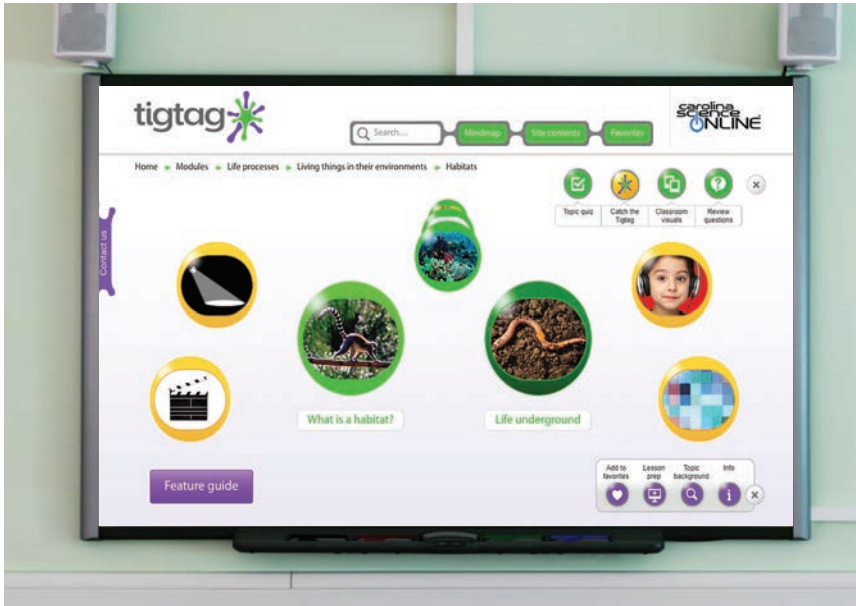 tigtag
Search...
Mindmap
Site contents
Favorites
carolina
science
ONLINE
Home Modules Life processes Living things in their environments Habitats
Topic quiz
Catch the
Tigtag
Classroom
visuals
Review
questions
Contact us
What is a habitat?
Life underground
Feature guide
Add to
favorites
Lesson
prep
Topic
background
Info